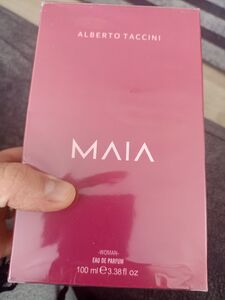 ALBERTO TACCINI
MAIA
-WOMAN-
EAU DE PARFUM
100 ml ℮ 3.38 fl oz